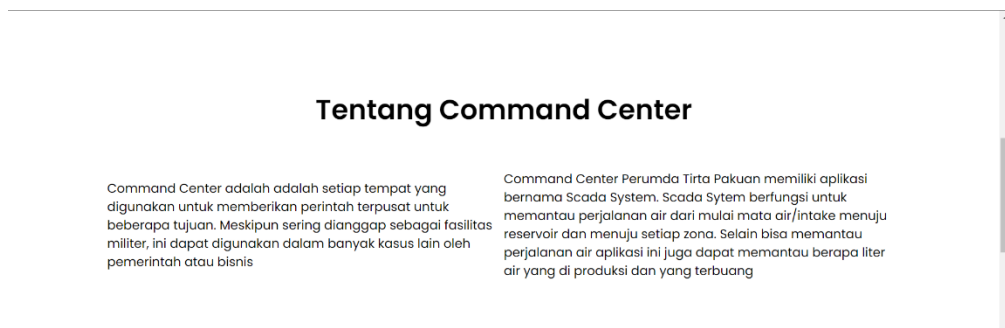 Tentang Command Center
Command Center adalah adalah setiap tempat yang
digunakan untuk memberikan perintah terpusat untuk
beberapa tujuan. Meskipun sering dianggap sebagai fasilitas
militer, ini dapat digunakan dalam banyak kasus lain oleh
pemerintah atau bisnis
Command Center Perumda Tirta Pakuan memiliki aplikasi
bernama Scada System. Scada Sytem berfungsi untuk
memantau perjalanan air dari mulai mata air/intake menuju
reservoir dan menuju setiap zona. Selain bisa memantau
perjalanan air aplikasi ini juga dapat memantau berapa liter
air yang di produksi dan yang terbuang